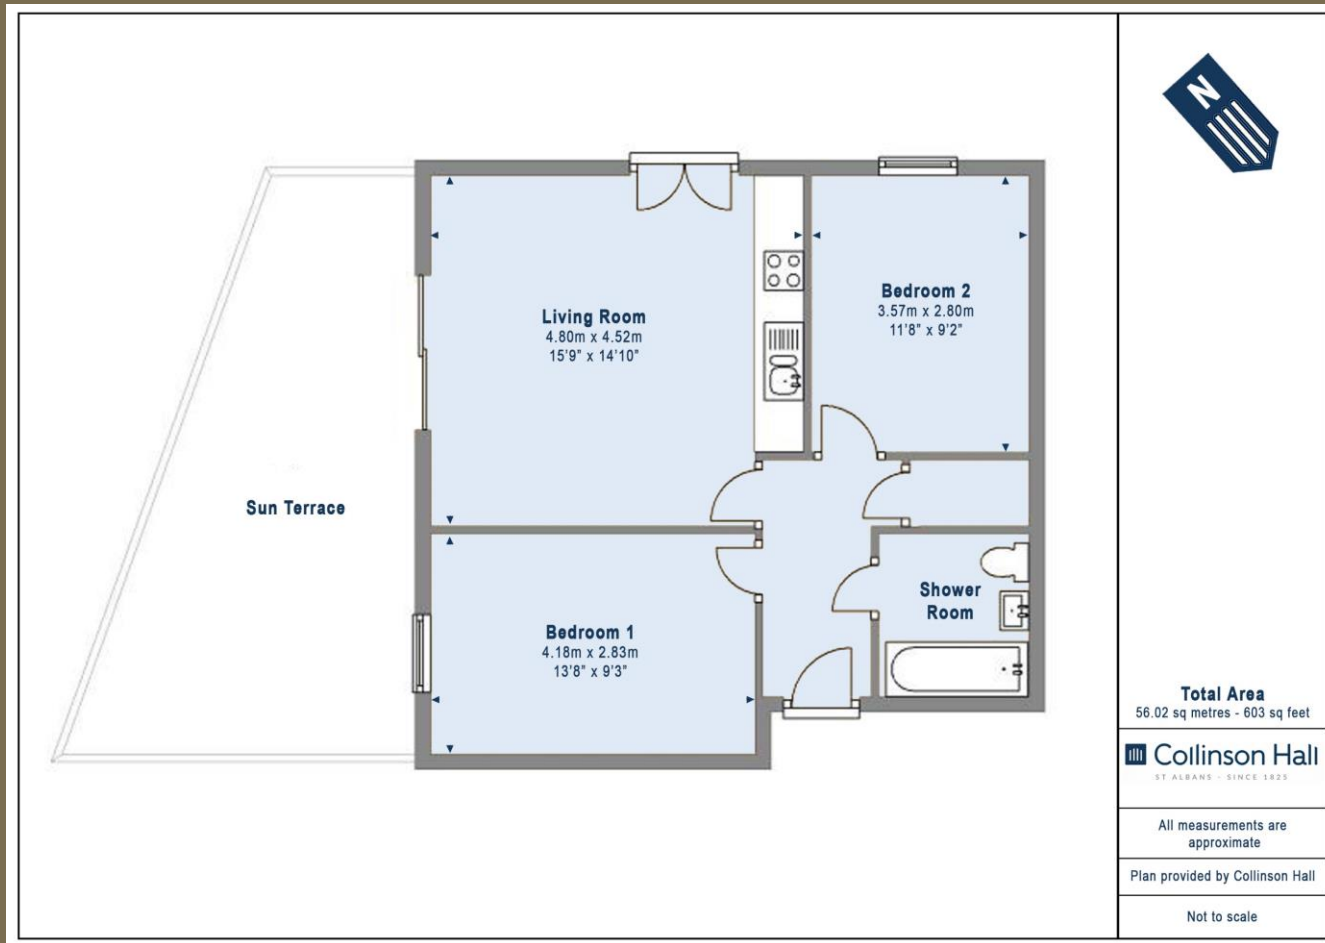 N
Living Room
4.80m x 4.52m
15'9" x 14'10"
Bedroom 2
3.57m x 2.80m
11'8" x 9'2"
Sun Terrace
Bedroom 1
4.18m x 2.83m
13'8" x 9'3"
Shower
Room
Total Area
56.02 sq metres - 603 sq feet
Collinson Hall
ST ALBANS - SINCE 1825
All measurements are
approximate
Plan provided by Collinson Hall
Not to scale